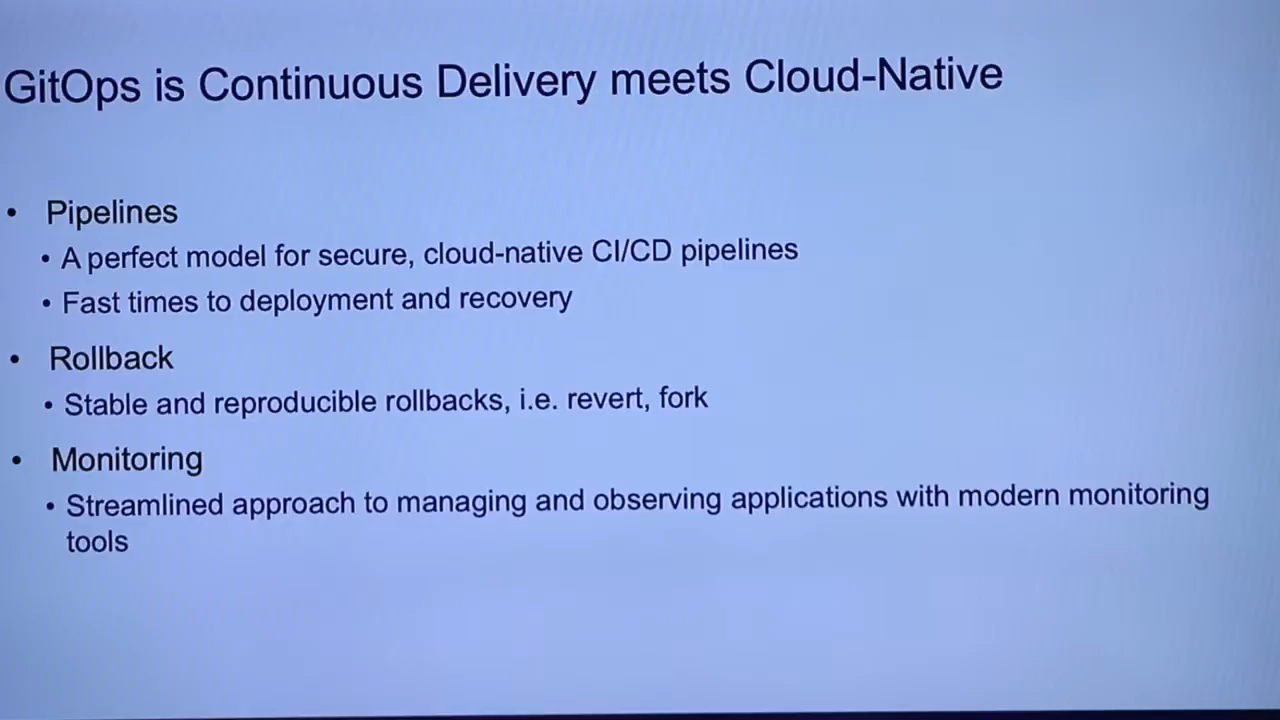 GitOps is Continuous Delivery meets Cloud-Native
• Pipelines
• A perfect model for secure, cloud-native CI/CD pipelines
• Fast times to deployment and recovery
• Rollback
• Stable and reproducible rollbacks, i.e. revert, fork
• Monitoring
• Streamlined approach to managing and observing applications with modern monitoring
tools